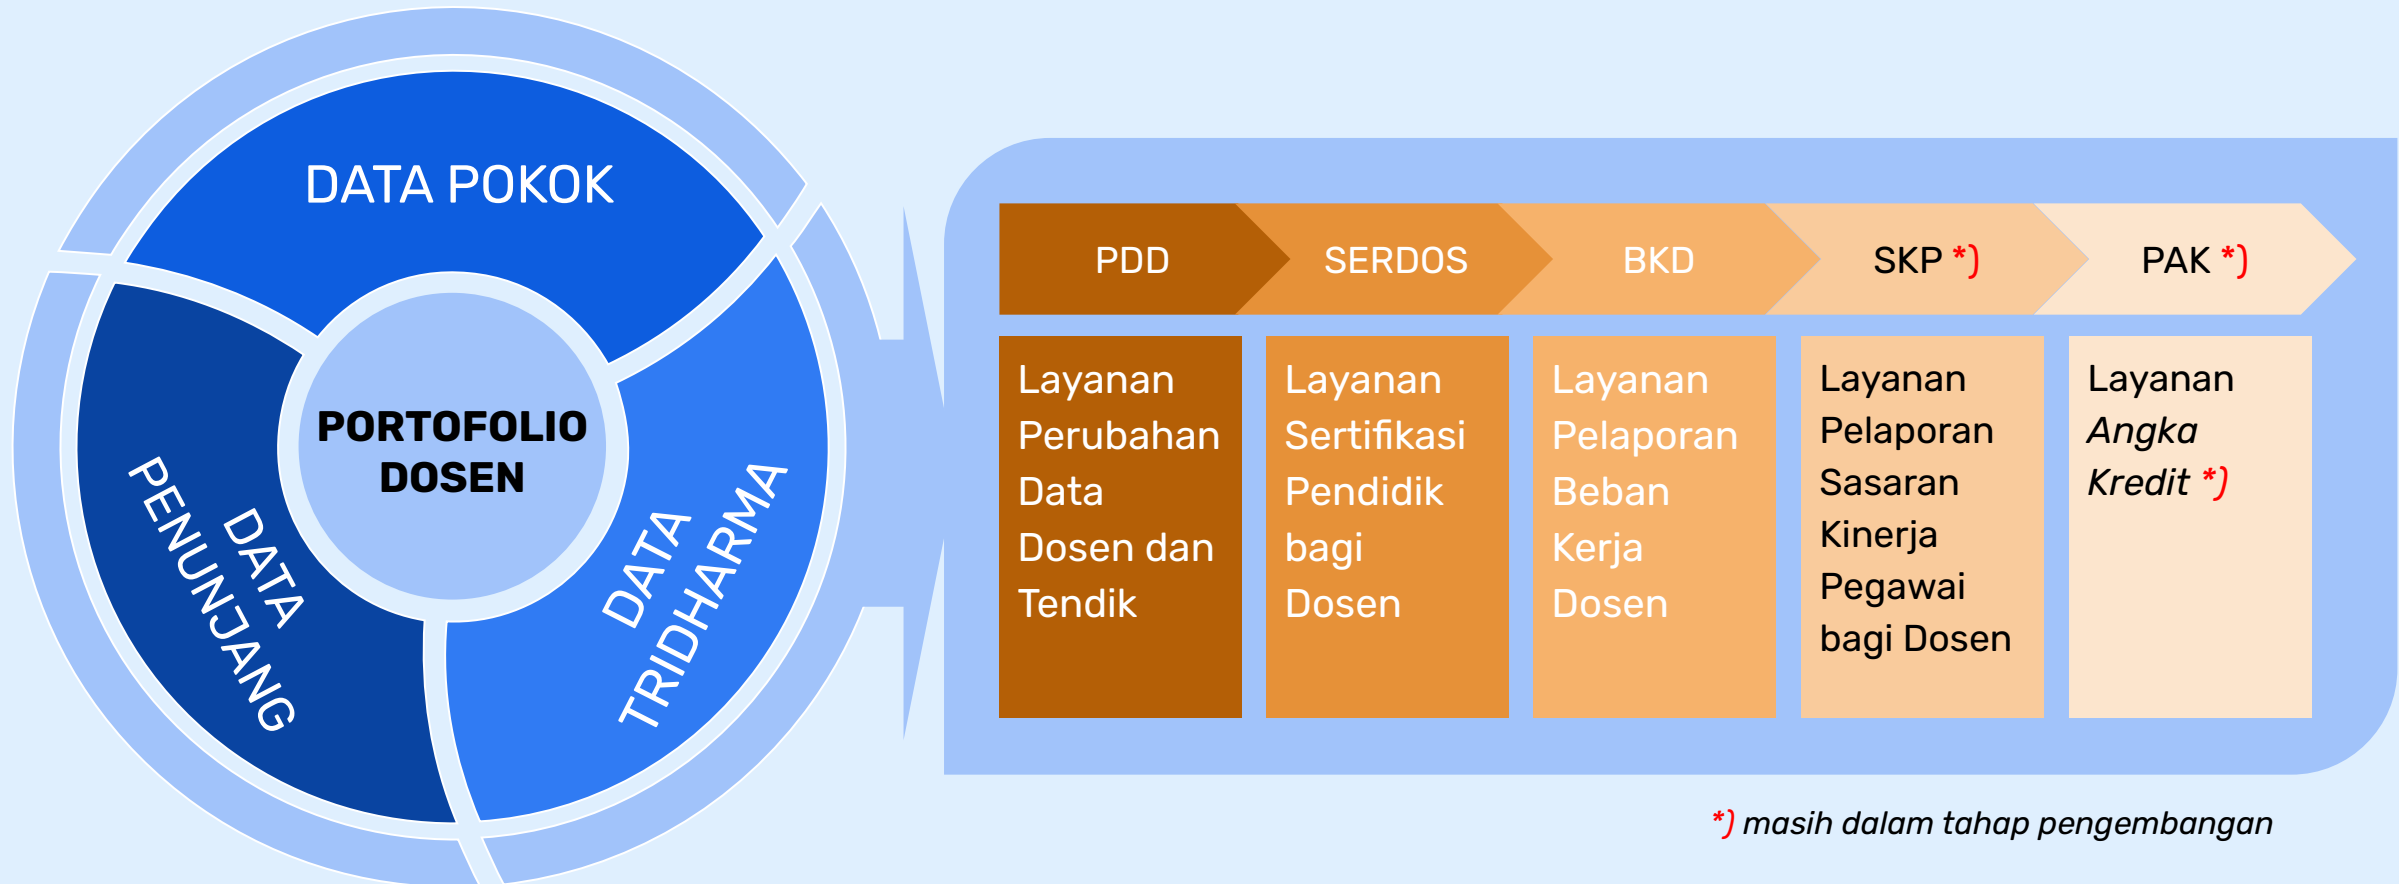 DATA POKOK
PORTOFOLIO
DOSEN
DATA
PENUNJANG
DATA
TRIDHARMA
PDD
SERDOS
BKD
SKP *)
PAK *)
Layanan
Perubahan
Data
Dosen dan
Tendik
Layanan
Sertifikasi
Pendidik
bagi
Dosen
Layanan
Pelaporan
Beban
Kerja
Dosen
Layanan
Pelaporan
Sasaran
Kinerja
Pegawai
bagi Dosen
Layanan
Angka
Kredit *)
*) masih dalam tahap pengembangan